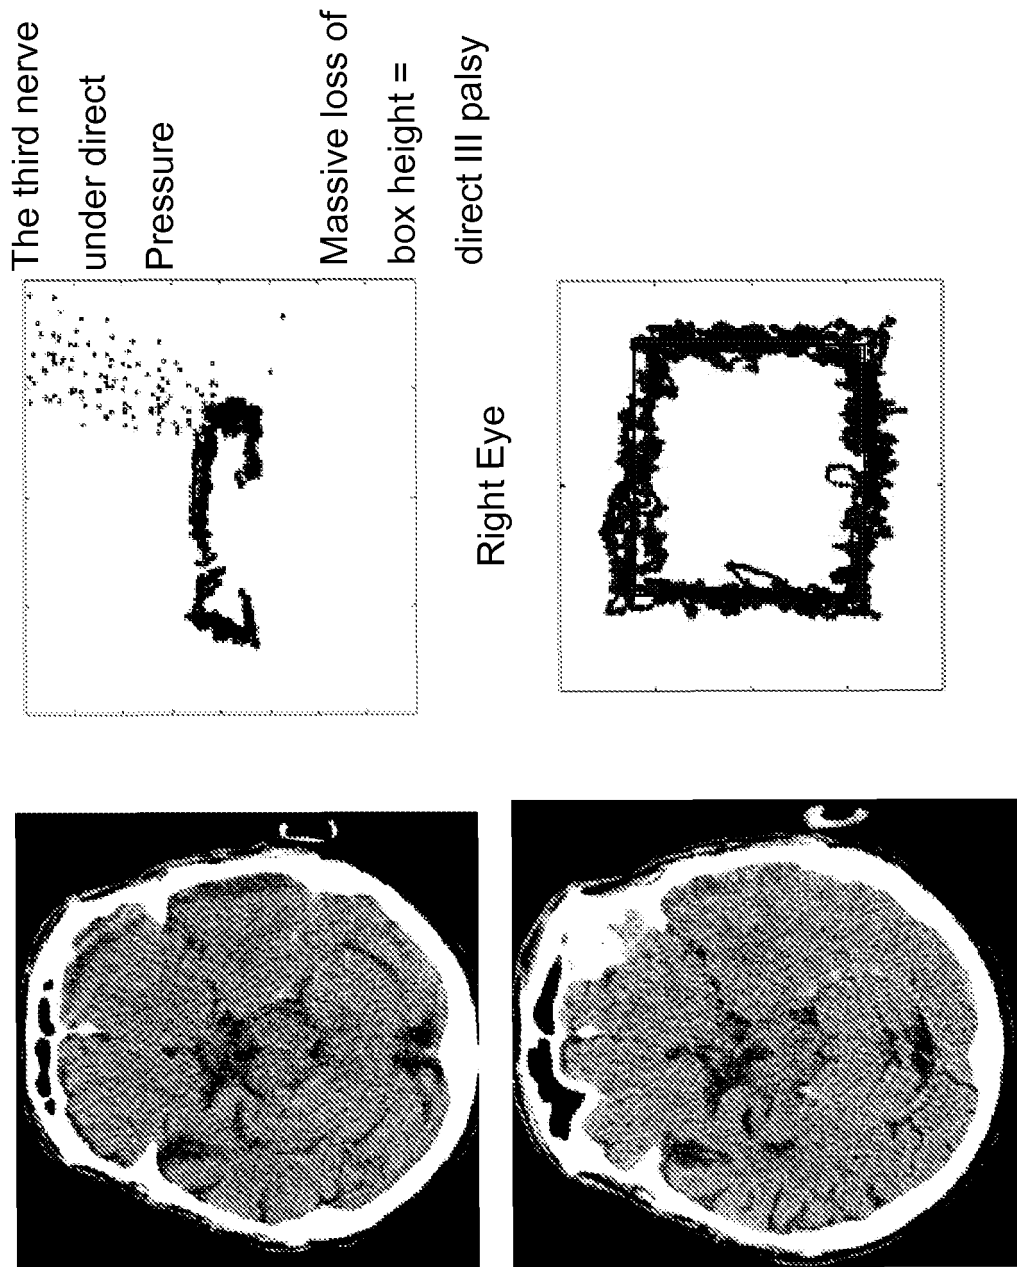 The third nerve
under direct
Pressure
Massive loss of
box height =
direct III palsy
Right Eye